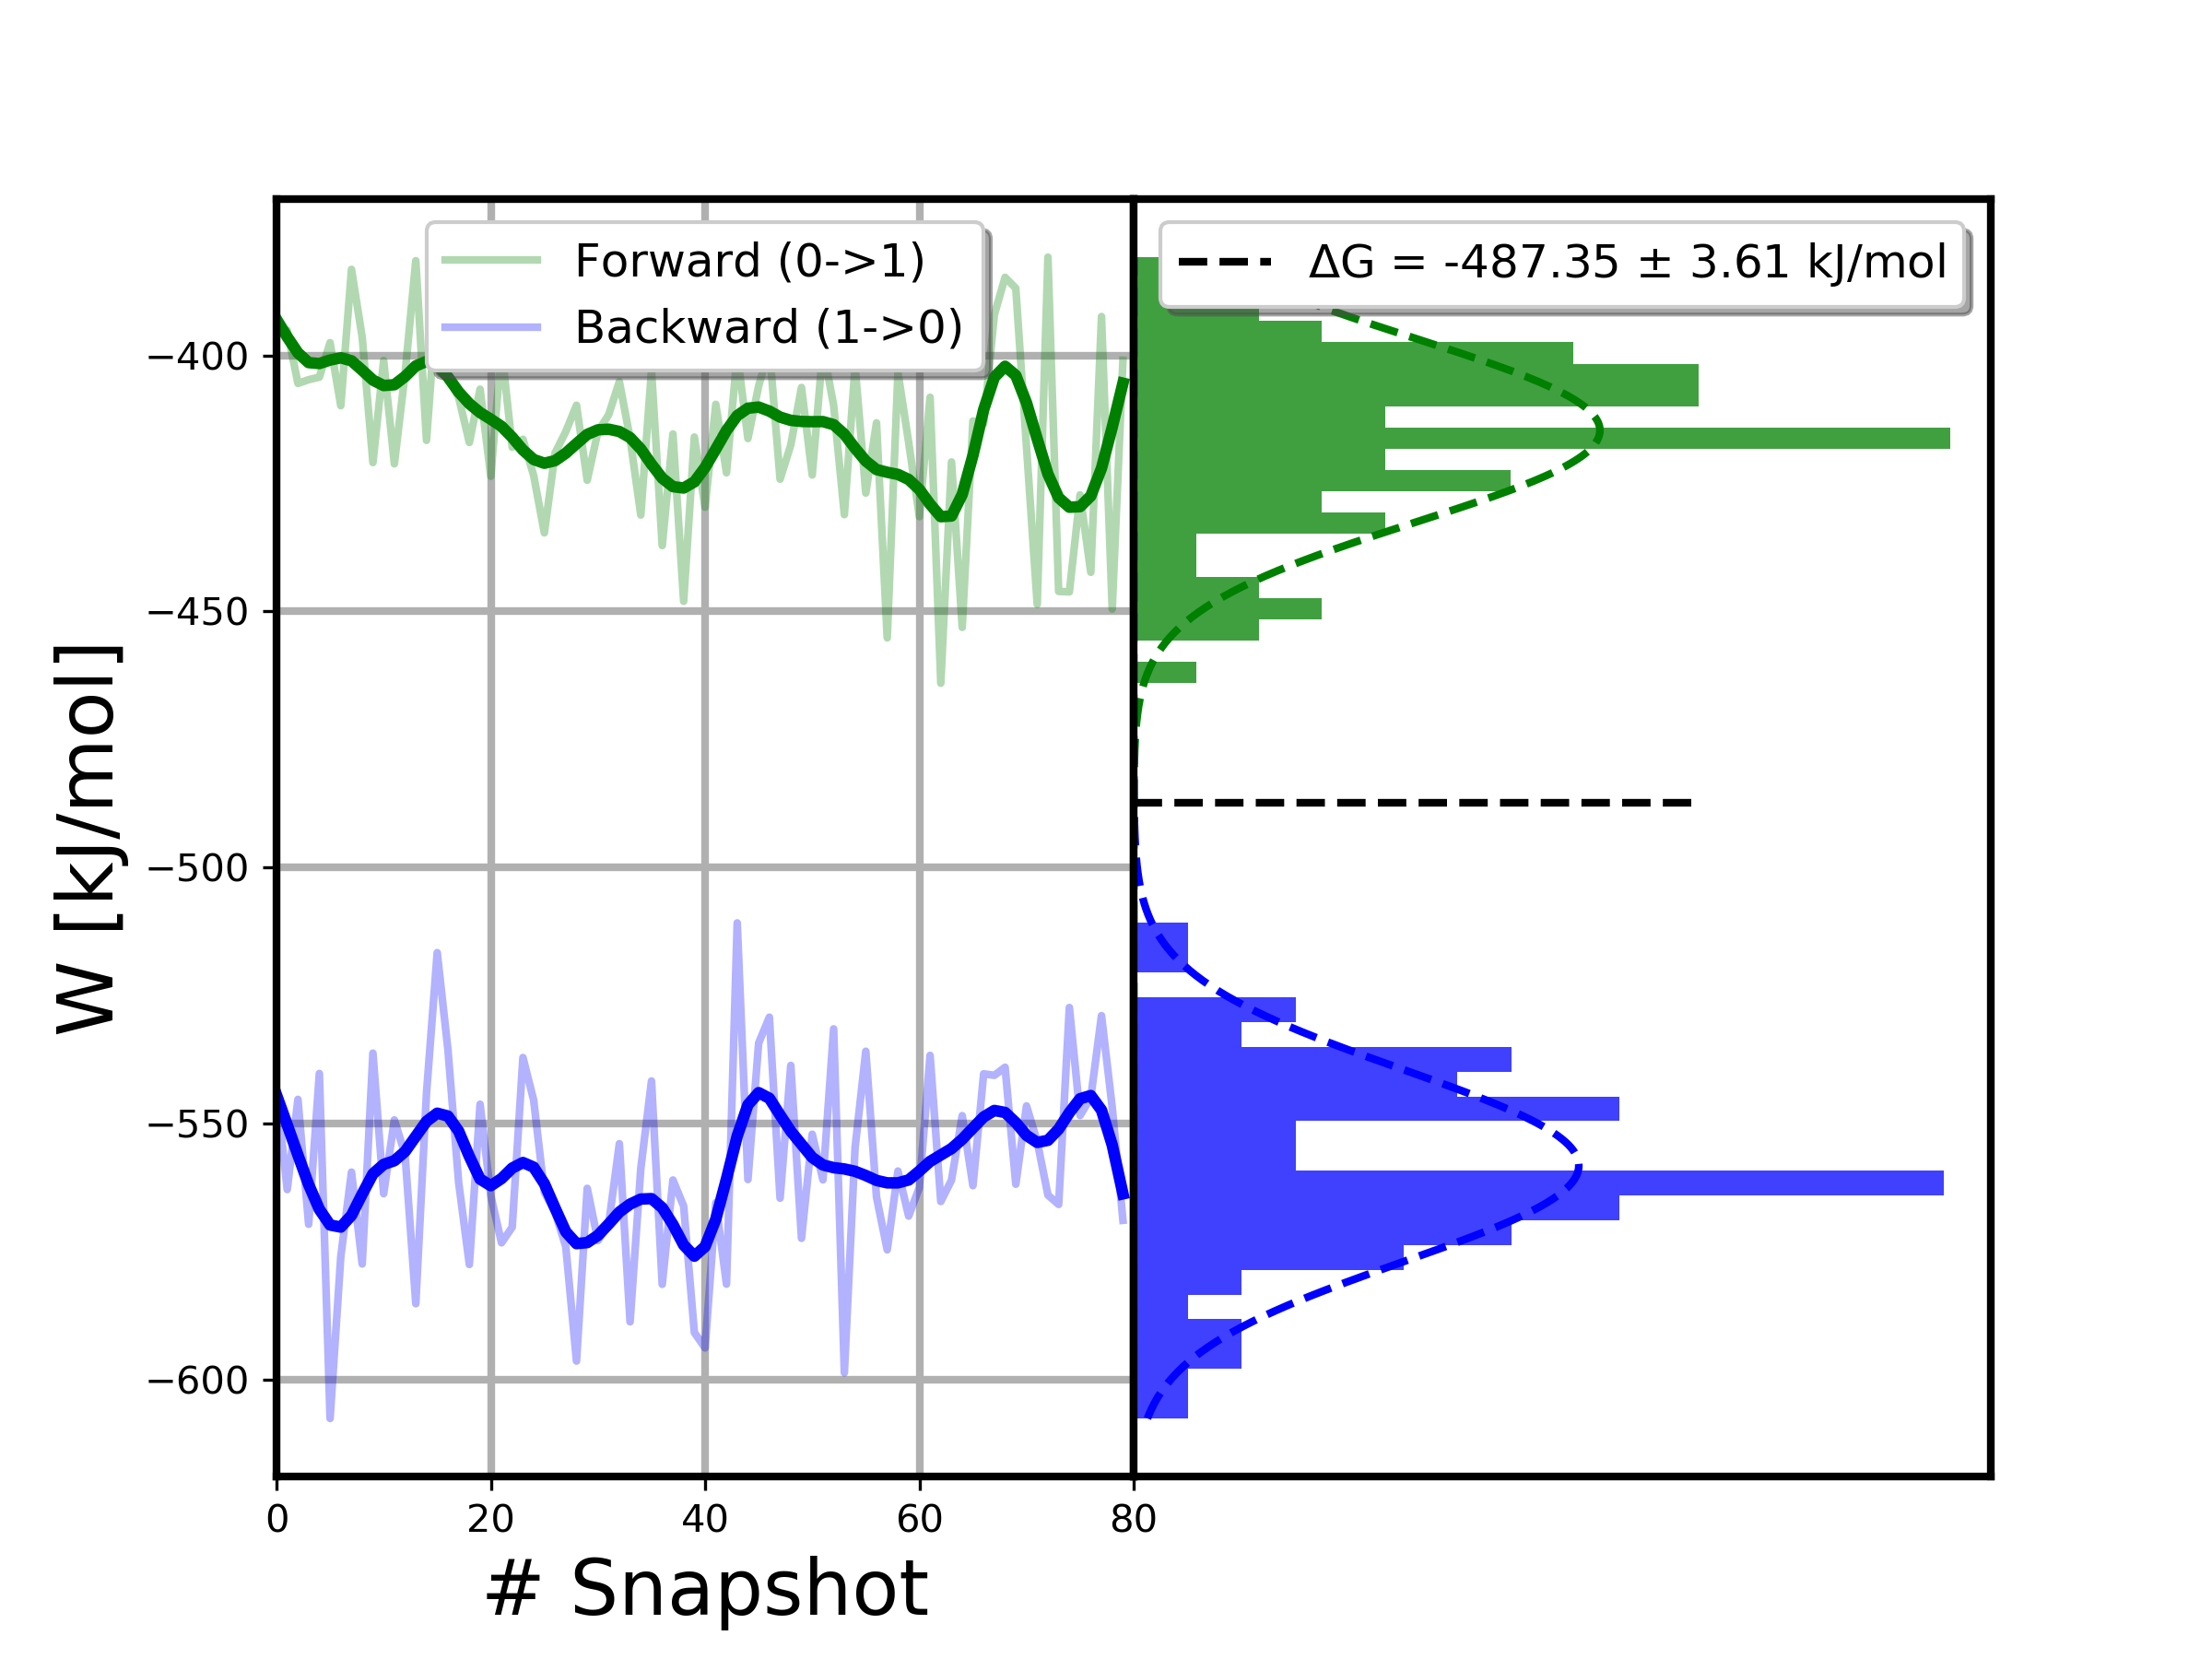 Forward (0->1)
Backward (1->0)
ΔG = -487.35 ± 3.61 kJ/mol
W [kJ/mol]
−400
−450
−500
−550
−600
0 20 40 60 80
# Snapshot